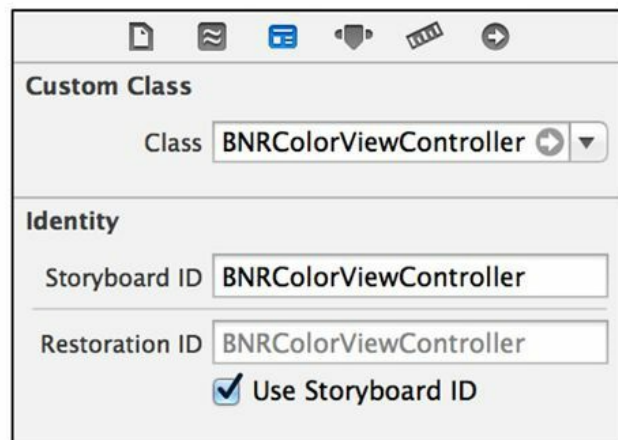 Custom Class
Class BNRColorViewController
Identity
Storyboard ID BNRColorViewController
Restoration ID BNRColorViewController
Use Storyboard ID